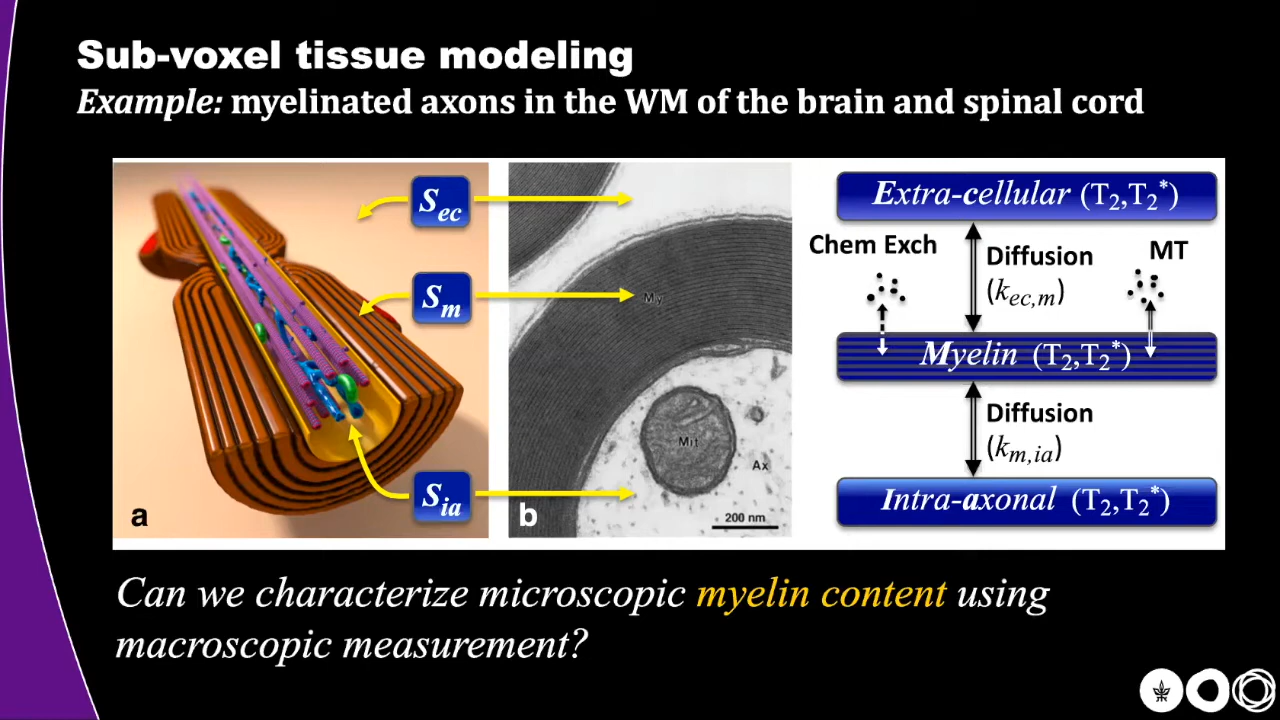 Sub-voxel tissue modeling
Example: myelinated axons in the WM of the brain and spinal cord
S_ec
S_m
S_ia
a
b
My
Mit
Ax
200 nm
Extra-cellular (T₂,T₂*)
Chem Exch
Diffusion
(k_ec,m)
MT
Myelin (T₂,T₂*)
Diffusion
(k_m,ia)
Intra-axonal (T₂,T₂*)
Can we characterize microscopic myelin content using
macroscopic measurement?